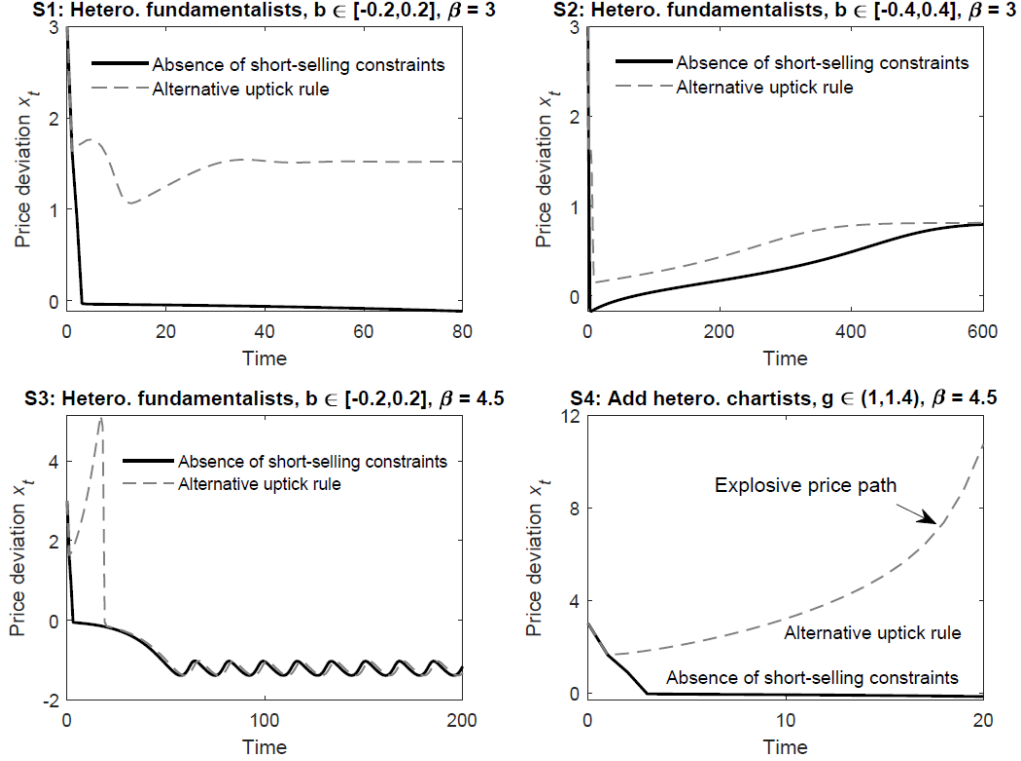 S1: Hetero. fundamentalists, b ∈ [-0.2,0.2], β = 3
3
2
1
0
Price deviation x_t
Absence of short-selling constraints
Alternative uptick rule
0
20
40
60
80
Time
S2: Hetero. fundamentalists, b ∈ [-0.4,0.4], β = 3
3
2
1
0
Price deviation x_t
Absence of short-selling constraints
Alternative uptick rule
0
200
400
600
Time
S3: Hetero. fundamentalists, b ∈ [-0.2,0.2], β = 4.5
4
2
0
-2
Price deviation x_t
Absence of short-selling constraints
Alternative uptick rule
0
100
200
Time
S4: Add hetero. chartists, g ∈ (1,1.4), β = 4.5
12
8
4
0
Price deviation x_t
Explosive price path
Alternative uptick rule
Absence of short-selling constraints
0
10
20
Time